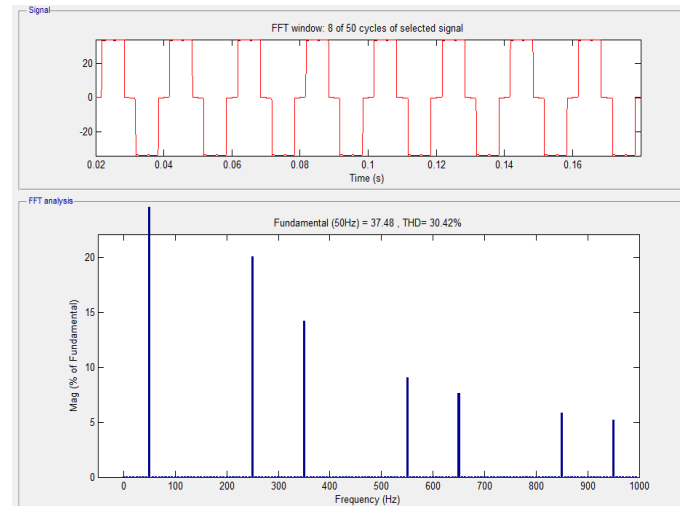 Signal
FFT window: 8 of 50 cycles of selected signal
20
0
-20
0.02 0.04 0.06 0.08 0.1 0.12 0.14 0.16
Time (s)
FFT analysis
Fundamental (50Hz) = 37.48 , THD= 30.42%
20
15
10
5
0
Mag (% of Fundamental)
0 100 200 300 400 500 600 700 800 900 1000
Frequency (Hz)